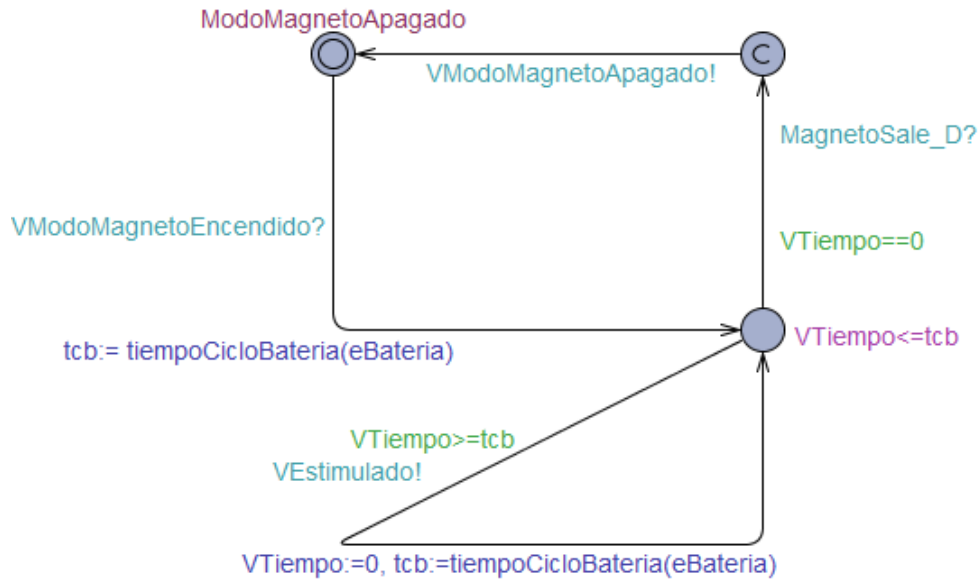 ModoMagnetoApagado
C
VModoMagnetoApagado!
MagnetoSale_D?
VModoMagnetoEncendido?
VTiempo==0
VTiempo<=tcb
tcb:= tiempoCicloBateria(eBateria)
VTiempo>=tcb
VEstimulado!
VTiempo:=0, tcb:=tiempoCicloBateria(eBateria)